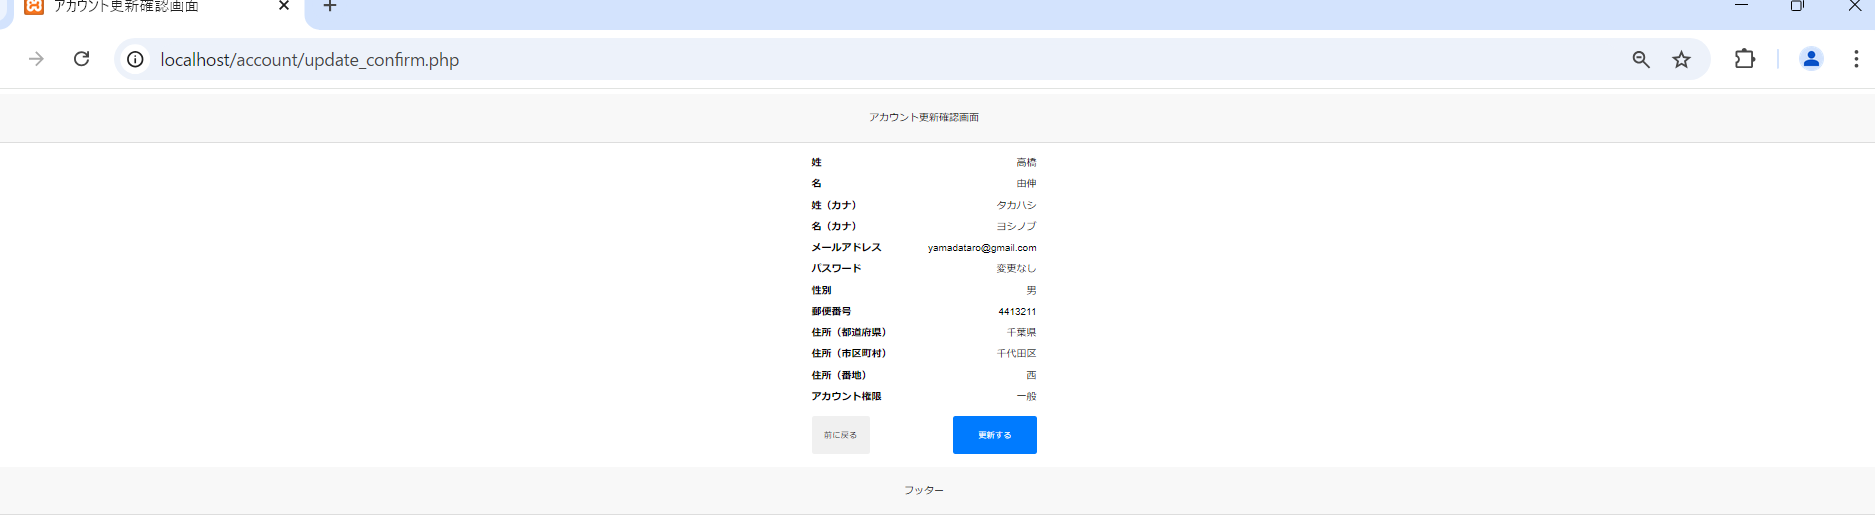 アカウント更新確認画面
localhost/account/update_confirm.php
アカウント更新確認画面
姓 高橋
名 由伸
姓（カナ） タカハシ
名（カナ） ヨシノブ
メールアドレス yamadataro@gmail.com
パスワード 変更なし
性別 男
郵便番号 4413211
住所（都道府県） 千葉県
住所（市区町村） 千代田区
住所（番地） 西
アカウント権限 一般
前に戻る 更新する
フッター